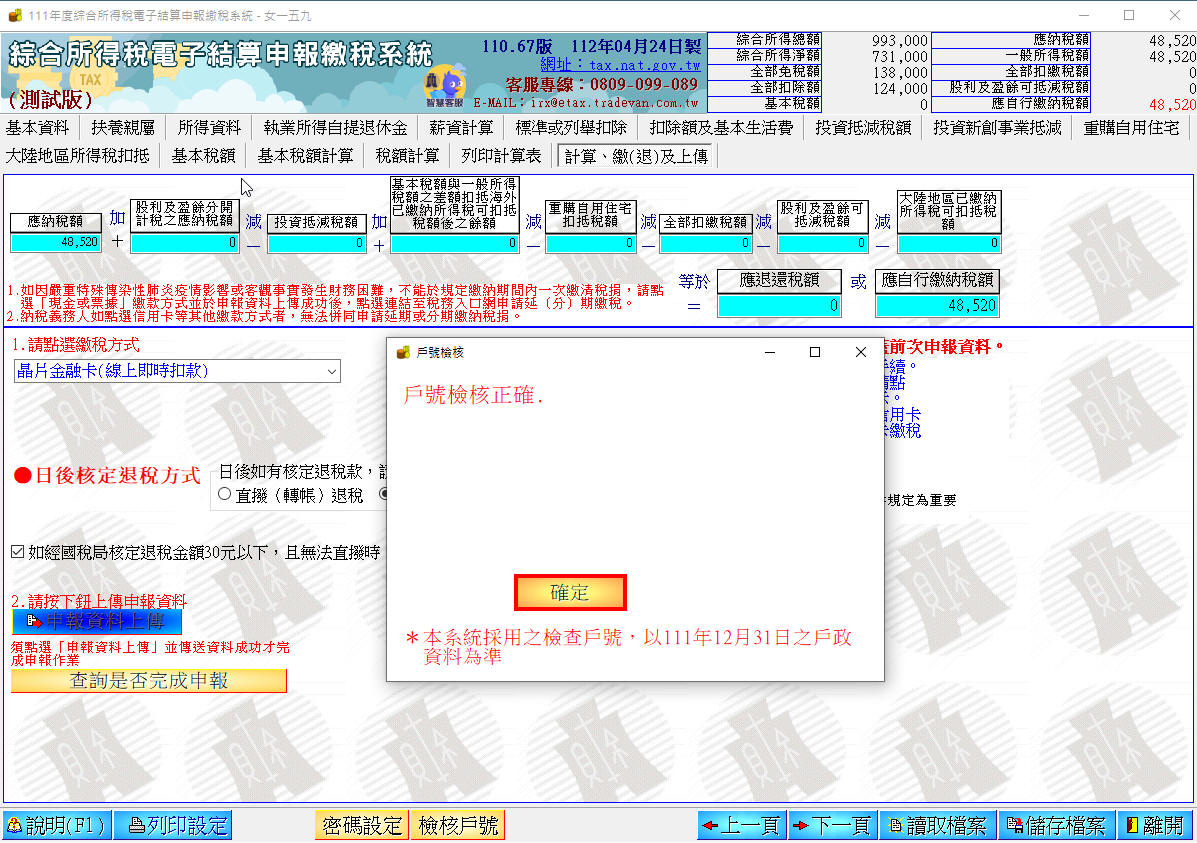 111年度綜合所得稅電子結算申報繳稅系統 - 女一五九
綜合所得稅電子結算申報繳稅系統
TAX
(測試版)
110.67版 112年04月24日製
網址：tax.nat.gov.tw
客服專線：0809-099-089
E-MAIL：irx@etax.tradevan.com.tw
智慧客服
綜合所得總額 993,000 應納稅額 48,520
綜合所得淨額 731,000 一般所得稅額 48,520
全部免稅額 138,000 全部扣繳稅額 0
全部扣除額 124,000 股利及盈餘可抵減稅額 0
基本稅額 0 應自行繳納稅額 48,520
基本資料 扶養親屬 所得資料 執業所得自提退休金 薪資計算 標準或列舉扣除 扣除額及基本生活費 投資抵減稅額 投資新創事業抵減 重購自用住宅
大陸地區所得稅扣抵 基本稅額 基本稅額計算 稅額計算 列印計算表 計算、繳(退)及上傳
應納稅額
48,520
加
＋
股利及盈餘分開
計稅之應納稅額
0
減
－
投資抵減稅額
0
加
＋
基本稅額與一般所得
稅額之差額扣抵海外
已繳納所得稅可扣抵
稅額後之餘額
0
減
－
重購自用住宅
扣抵稅額
0
減
－
全部扣繳稅額
0
減
－
股利及盈餘可
抵減稅額
0
減
－
大陸地區已繳納
所得稅可扣抵稅
額
0
1.如因嚴重特殊傳染性肺炎疫情影響或客觀事實發生財務困難，不能於規定繳納期間內一次繳清稅捐，請點
選「現金或票據」繳款方式並於申報資料上傳成功後，點選連結至稅務入口網申請延（分）期繳稅。
2.納稅義務人如點選信用卡等其他繳款方式者，無法併同申請延期或分期繳納稅捐。
等於
＝
應退還稅額
0
或
應自行繳納稅額
48,520
1.請點選繳稅方式
晶片金融卡(線上即時扣款)
前次申報資料。
續。
點
。
用卡
繳稅
●日後核定退稅方式
日後如有核定退稅款，
直撥（轉帳）退稅
規定為重要
如經國稅局核定退稅金額30元以下，且無法直撥時
2.請按下鈕上傳申報資料
申報資料上傳
須點選「申報資料上傳」並傳送資料成功才完
成申報作業
查詢是否完成申報
戶號檢核
戶號檢核正確.
確定
＊本系統採用之檢查戶號，以111年12月31日之戶政
資料為準
說明(F1) 列印設定 密碼設定 檢核戶號 上一頁 下一頁 讀取檔案 儲存檔案 離開